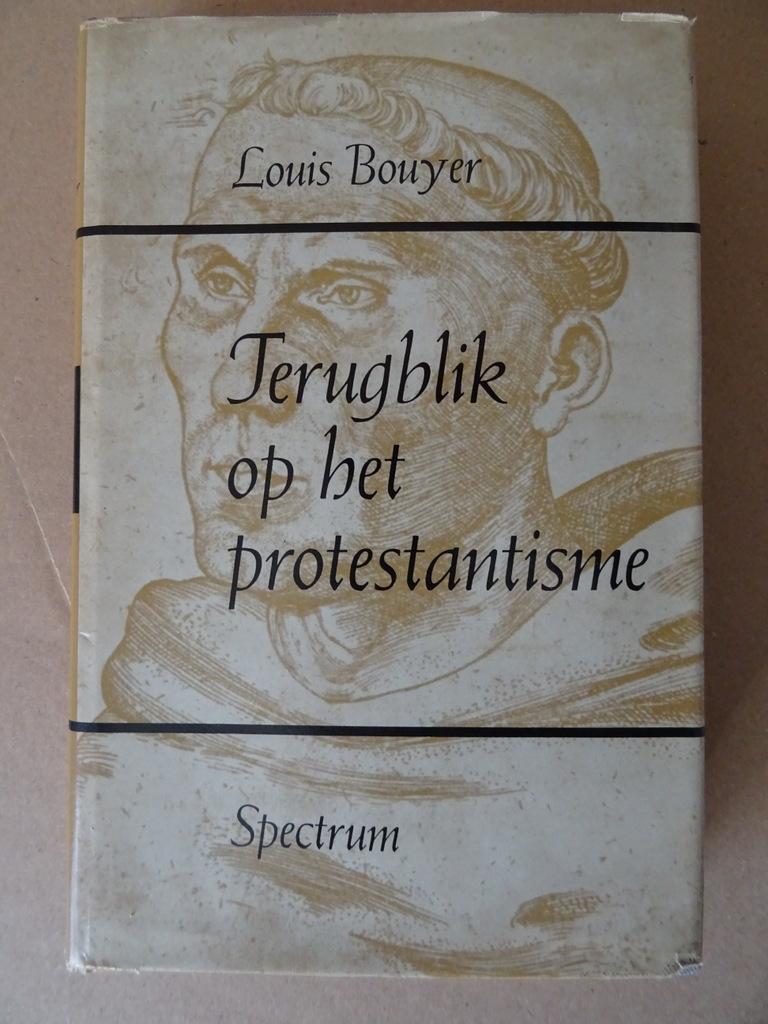 Louis Bouyer
Terugblik
op het
protestantisme
Spectrum